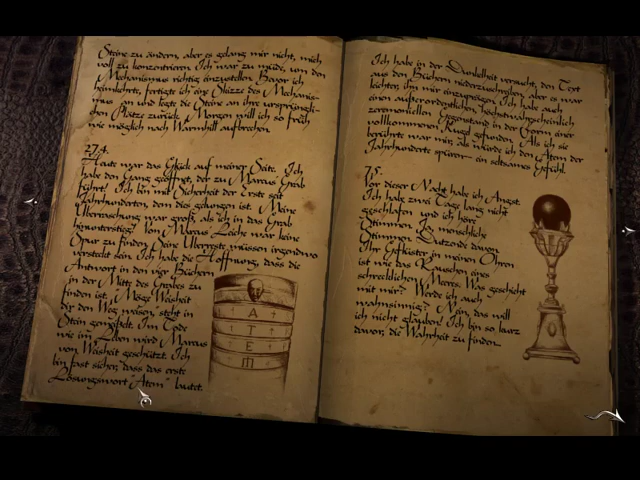 Steine zu ändern, aber es gelang mir nicht, mich
voll zu konzentrieren. Ich war zu müde, um den
Mechanismus richtig einzustellen. Bevor ich
heimkehrte, fertigte ich eine Skizze des Mechanis-
mus an und legte die Steine an ihre ursprüngli-
chen Plätze zurück. Morgen will ich so früh
wie möglich nach Warmhill aufbrechen.
27.4.
Heute war das Glück auf meiner Seite. Ich
habe den Gang geöffnet, der zu Marcus' Grab
führt! Ich bin mit Sicherheit der Erste seit
Jahrhunderten, dem dies gelungen ist. Meine
Überraschung war groß, als ich in das Grab
hinunterstieg! Von Marcus' Leiche war keine
Spur zu finden. Seine Überreste müssen irgendwo
versteckt sein. Ich habe die Hoffnung, dass die
Antwort in den vier Büchern
in der Mitte des Grabes zu
finden ist. "Möge Weisheit
dir den Weg weisen" steht in
Stein gemeißelt. Im Tode
wie im Leben wird Marcus
von Weisheit geschützt. Ich
bin fast sicher, dass das erste
Lösungswort "Atem" lautet.
A
T
E
M
Ich habe in der Dunkelheit versucht, den Text
aus den Büchern niederzuschreiben, aber es war
leichter, ihn mir einzuprägen. Ich habe auch
einen außerordentlichen, höchstwahrscheinlich
zeremoniellen Gegenstand in der Form einer
vollkommenen Kugel gefunden. Als ich sie
berührte war mir, als würde ich den Atem der
Jahrhunderte spüren - ein seltsames Gefühl.
7.5.
Vor dieser Nacht habe ich Angst.
Ich habe zwei Tage lang nicht
geschlafen und ich höre
Stimmen. Ja, menschliche
Stimmen. Dutzende davon.
Ihr Geflüster in meinen Ohren
ist wie das Rauschen eines
schrecklichen Meeres. Was geschieht
mit mir? Werde ich auch
wahnsinnig? Nein, das will
ich nicht glauben! Ich bin so kurz
davor, die Wahrheit zu finden.